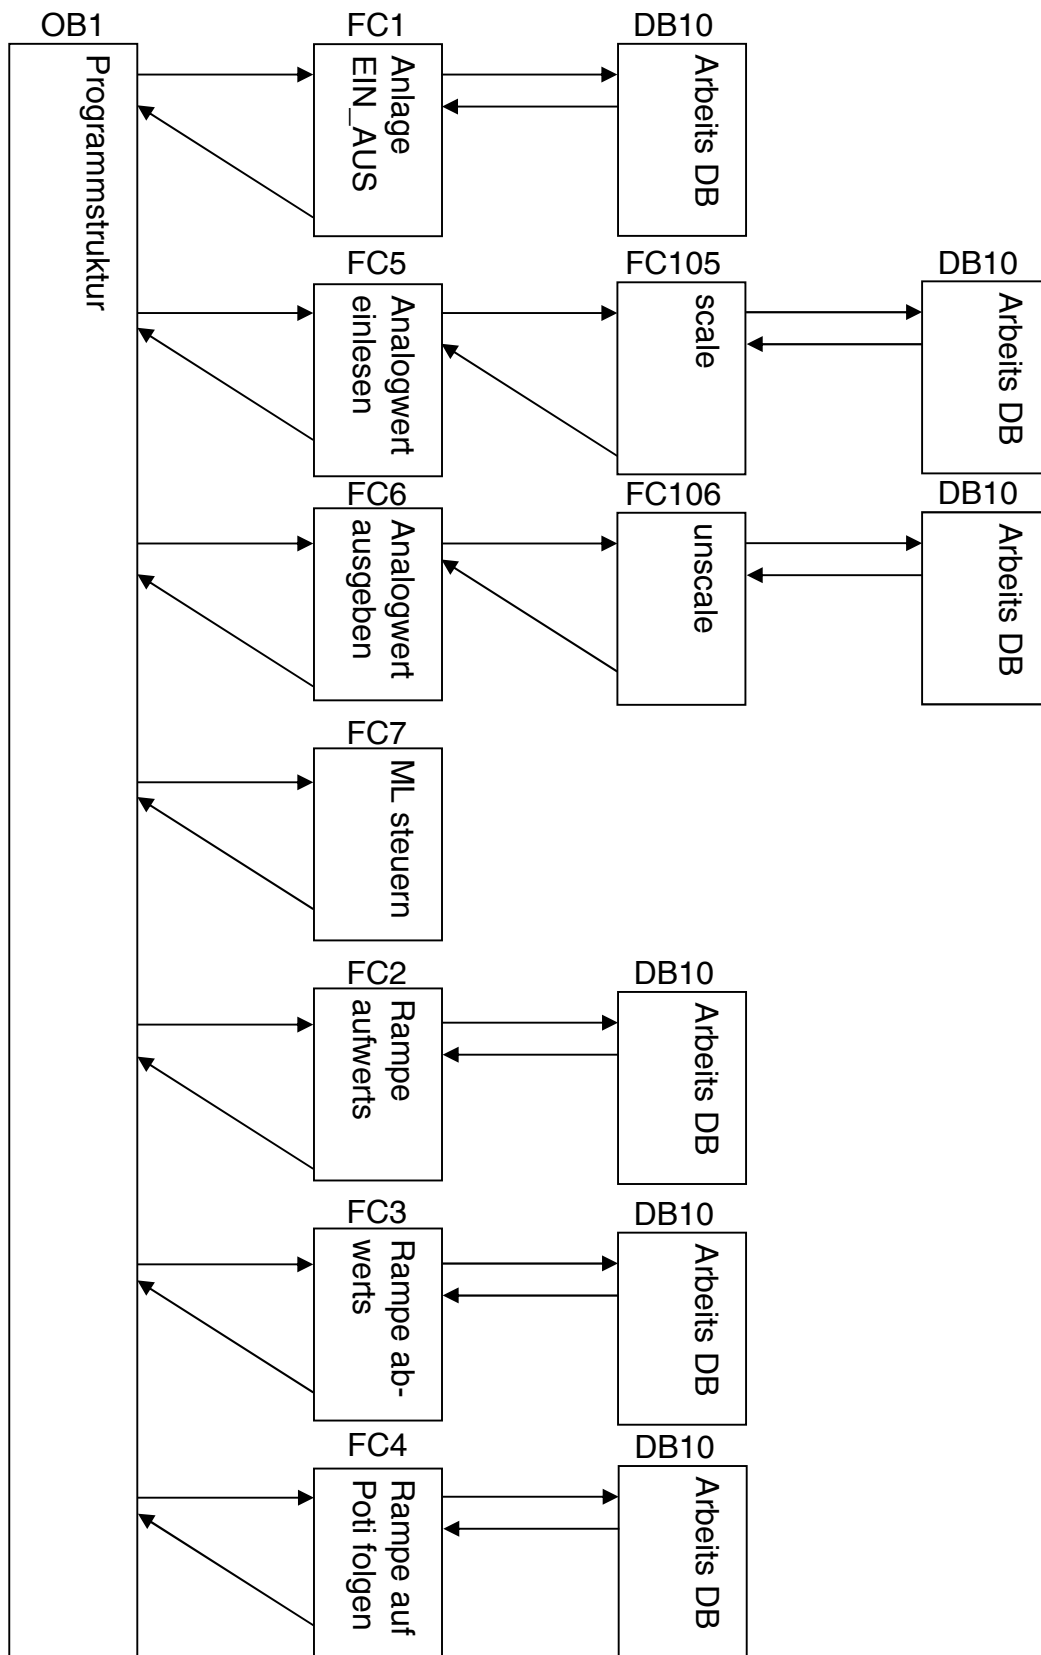 OB1
Programmstruktur
FC1
Anlage
EIN_AUS
DB10
Arbeits DB
FC5
Analogwert
einlesen
FC105
scale
DB10
Arbeits DB
FC6
Analogwert
ausgeben
FC106
unscale
DB10
Arbeits DB
FC7
ML steuern
FC2
Rampe
aufwerts
DB10
Arbeits DB
FC3
Rampe ab-
werts
DB10
Arbeits DB
FC4
Rampe auf
Poti folgen
DB10
Arbeits DB